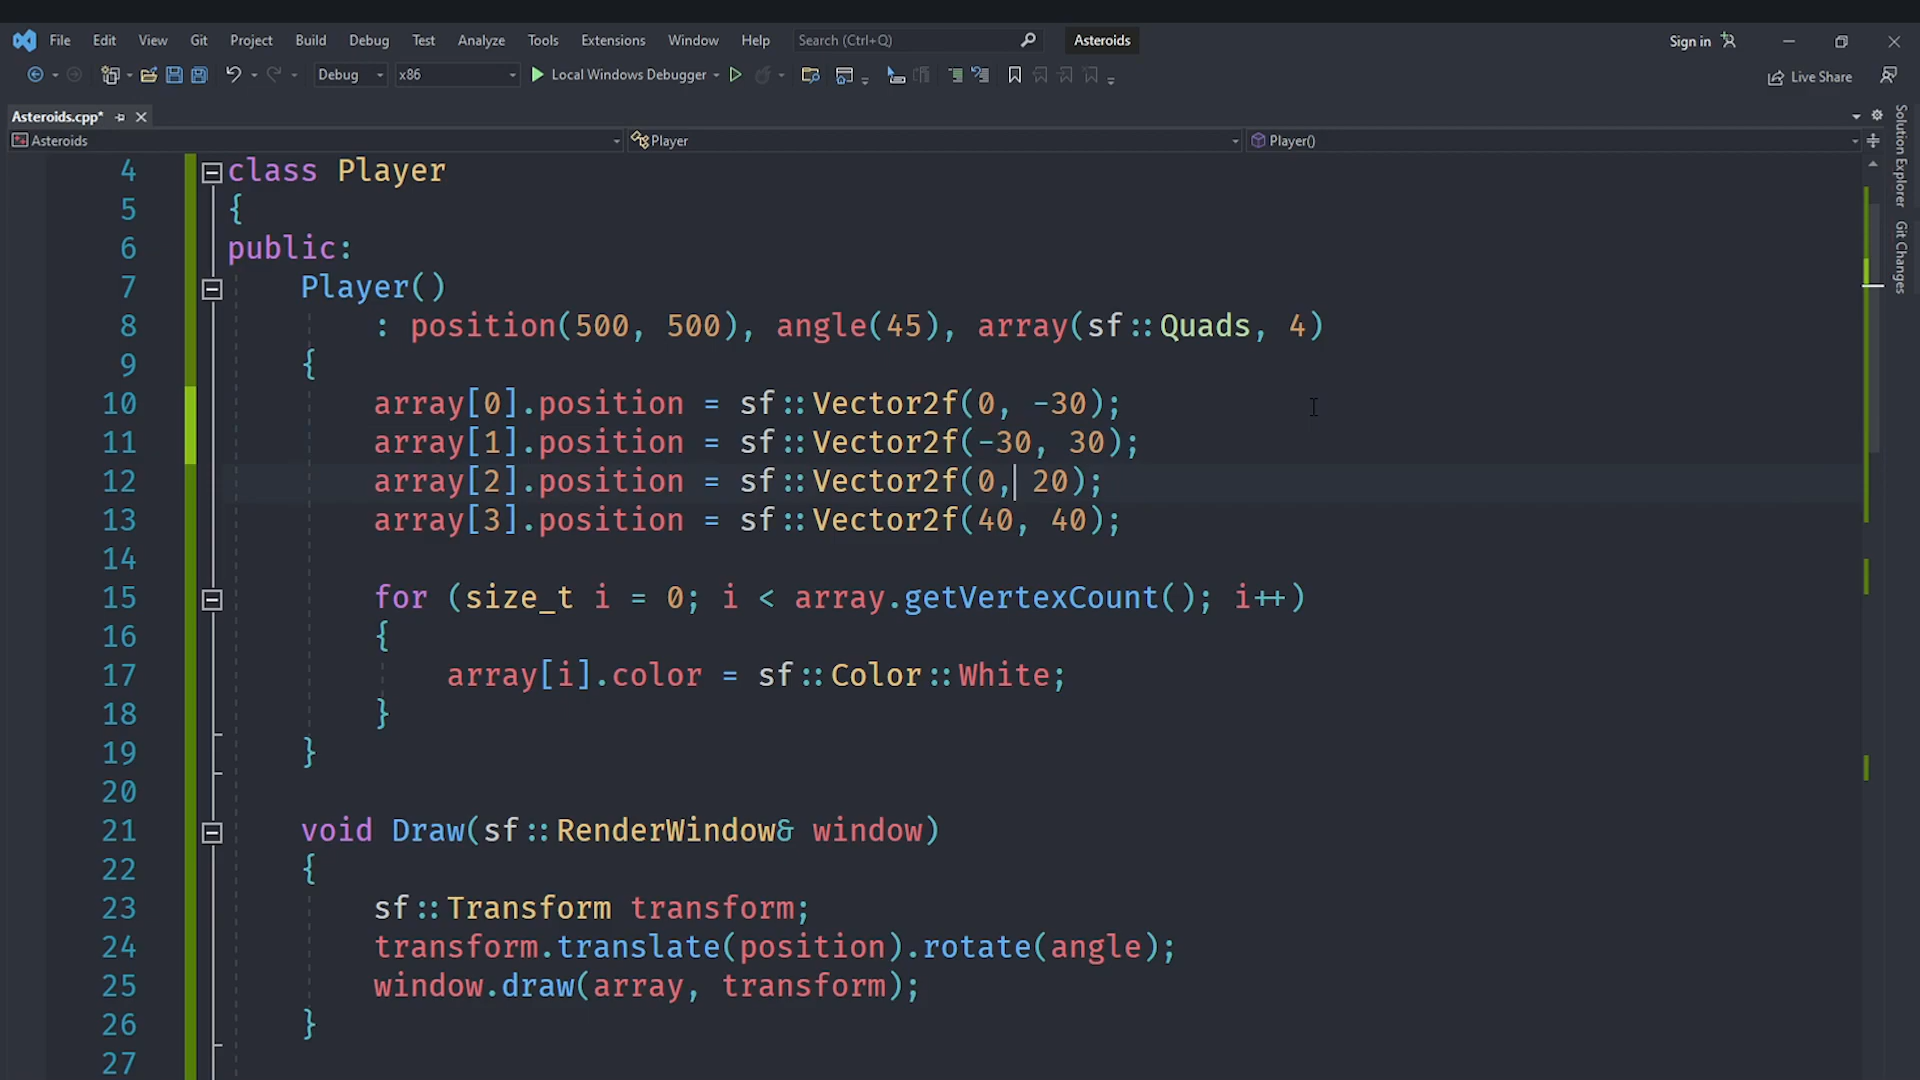 File Edit View Git Project Build Debug Test Analyze Tools Extensions Window Help Search (Ctrl+Q) Asteroids Sign in
Debug x86 Local Windows Debugger Live Share
Asteroids.cpp*
Asteroids Player Player()
Solution Explorer
Git Changes
4 class Player
5 {
6 public:
7 Player()
8 : position(500, 500), angle(45), array(sf::Quads, 4)
9 {
10 array[0].position = sf::Vector2f(0, -30);
11 array[1].position = sf::Vector2f(-30, 30);
12 array[2].position = sf::Vector2f(0, 20);
13 array[3].position = sf::Vector2f(40, 40);
14
15 for (size_t i = 0; i < array.getVertexCount(); i++)
16 {
17 array[i].color = sf::Color::White;
18 }
19 }
20
21 void Draw(sf::RenderWindow& window)
22 {
23 sf::Transform transform;
24 transform.translate(position).rotate(angle);
25 window.draw(array, transform);
26 }
27